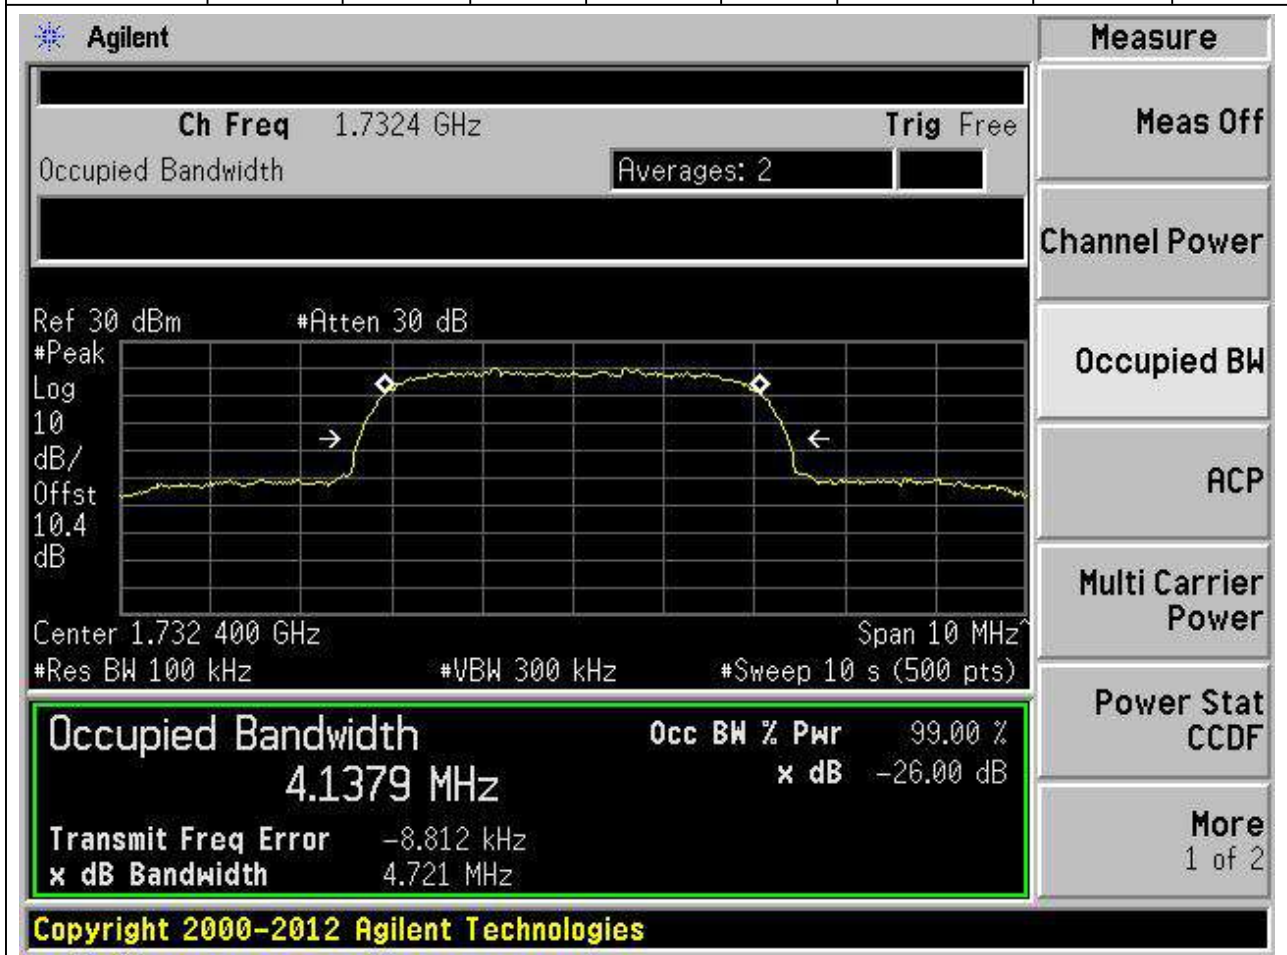 Agilent
Measure
Ch Freq 1.7324 GHz Trig Free
Occupied Bandwidth Averages: 2
Meas Off
Channel Power
Occupied BW
ACP
Multi Carrier
Power
Power Stat
CCDF
More
1 of 2
Ref 30 dBm #Atten 30 dB
#Peak
Log
10
dB/
Offst
10.4
dB
Center 1.732 400 GHz Span 10 MHz^
#Res BW 100 kHz #VBW 300 kHz #Sweep 10 s (500 pts)
Occupied Bandwidth Occ BW % Pwr 99.00 %
4.1379 MHz x dB -26.00 dB
Transmit Freq Error -8.812 kHz
x dB Bandwidth 4.721 MHz
Copyright 2000-2012 Agilent Technologies